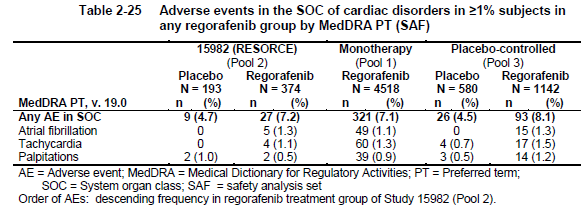 Table 2-25 Adverse events in the SOC of cardiac disorders in ≥1% subjects in
any regorafenib group by MedDRA PT (SAF)
15982 (RESORCE) Monotherapy Placebo-controlled
(Pool 2) (Pool 1) (Pool 3)
Placebo Regorafenib Regorafenib Placebo Regorafenib
N = 193 N = 374 N = 4518 N = 580 N = 1142
MedDRA PT, v. 19.0 n (%) n (%) n (%) n (%) n (%)
Any AE in SOC 9 (4.7) 27 (7.2) 321 (7.1) 26 (4.5) 93 (8.1)
Atrial fibrillation 0 5 (1.3) 49 (1.1) 0 15 (1.3)
Tachycardia 0 4 (1.1) 60 (1.3) 4 (0.7) 17 (1.5)
Palpitations 2 (1.0) 2 (0.5) 39 (0.9) 3 (0.5) 14 (1.2)
AE = Adverse event; MedDRA = Medical Dictionary for Regulatory Activities; PT = Preferred term;
SOC = System organ class; SAF = safety analysis set
Order of AEs: descending frequency in regorafenib treatment group of Study 15982 (Pool 2).